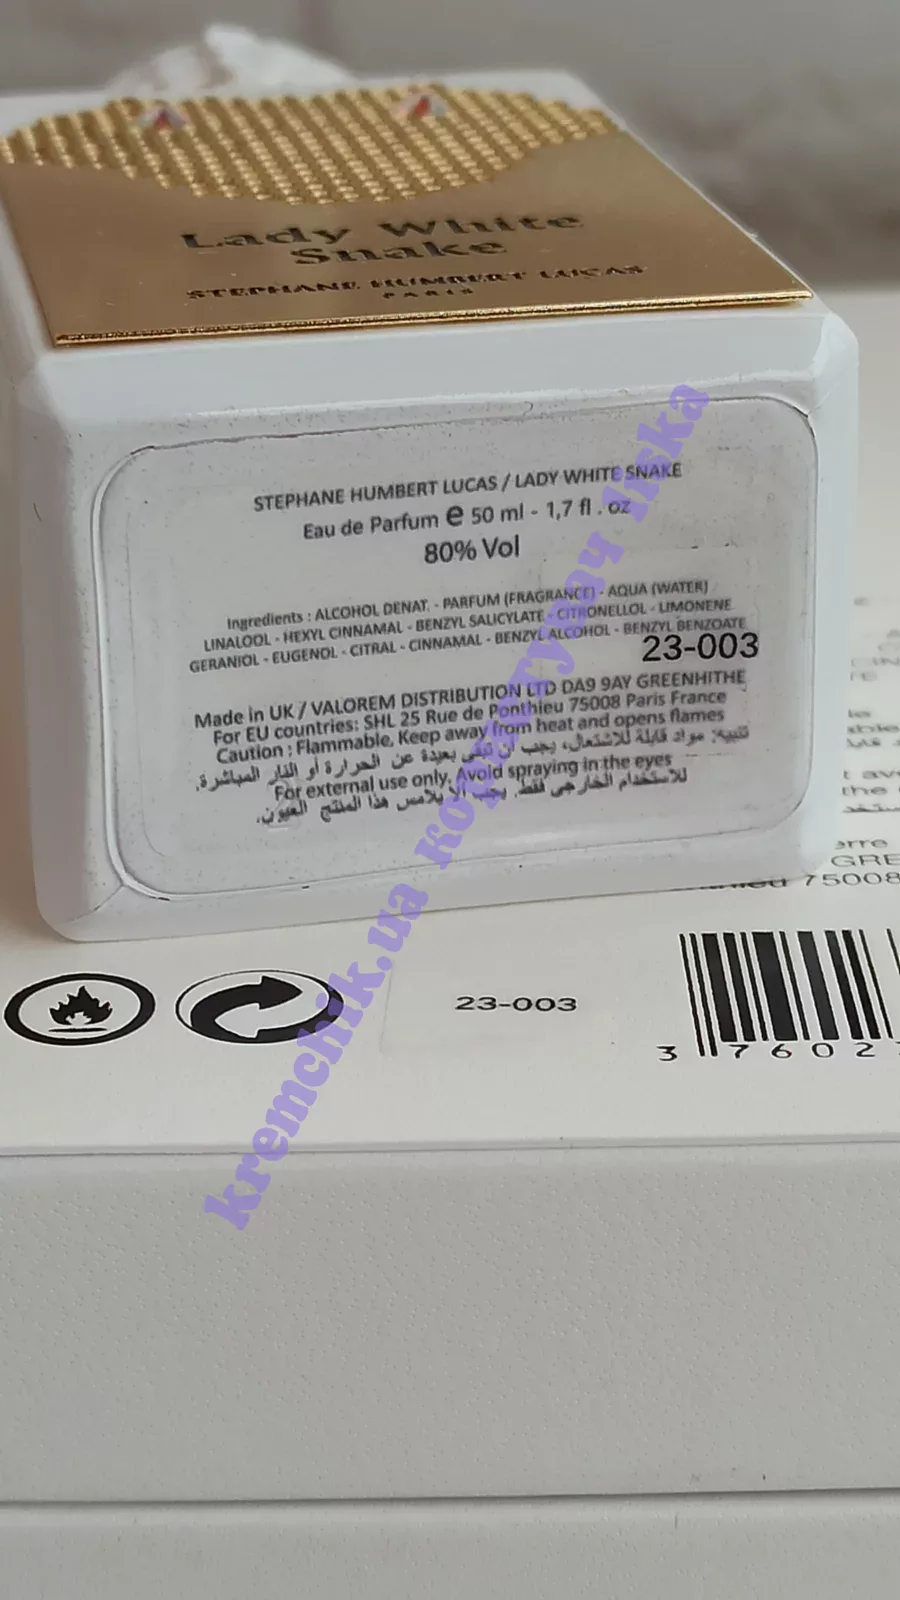 Lady White
Snake
STEPHANE HUMBERT LUCAS
PARIS
STEPHANE HUMBERT LUCAS / LADY WHITE SNAKE
Eau de Parfum e 50 ml - 1,7 fl . oz
80% Vol
Ingredients : ALCOHOL DENAT. - PARFUM (FRAGRANCE) - AQUA (WATER)
LINALOOL - HEXYL CINNAMAL - BENZYL SALICYLATE - CITRONELLOL - LIMONENE
GERANIOL - EUGENOL - CITRAL - CINNAMAL - BENZYL ALCOHOL - BENZYL BENZOATE
23-003
Made in UK / VALOREM DISTRIBUTION LTD DA9 9AY GREENHITHE
For EU countries: SHL 25 Rue de Ponthieu 75008 Paris France
Caution : Flammable, Keep away from heat and opens flames
تنبيه: مواد قابلة للاشتعال، يجب أن تبقى بعيدة عن الحرارة أو النار المباشرة.
For external use only, Avoid spraying in the eyes
للاستخدام الخارجي فقط. يجب ألا يلامس هذا المنتج العيون.
GRE
75008
23-003
3 7602
kremchik.ua копирубач liska